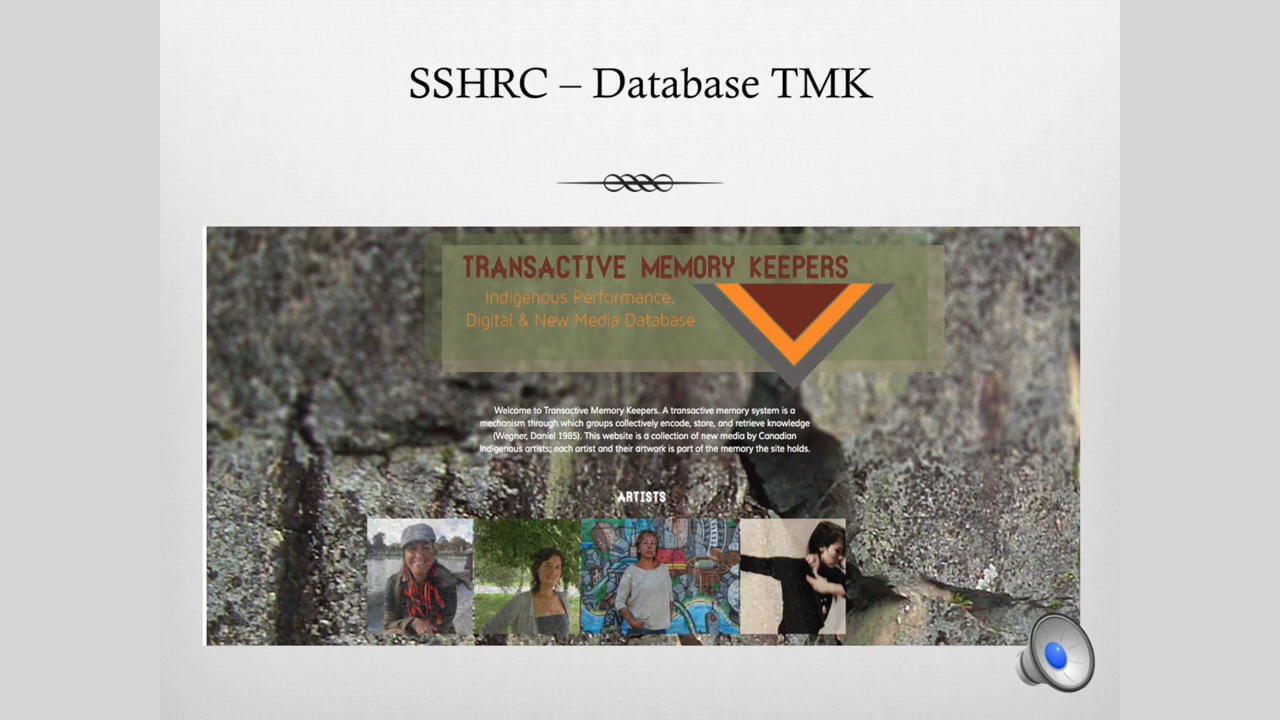 SSHRC – Database TMK
TRANSACTIVE MEMORY KEEPERS
Indigenous Performance,
Digital & New Media Database
Welcome to Transactive Memory Keepers. A transactive memory system is a
mechanism through which groups collectively encode, store, and retrieve knowledge
(Wegner, Daniel 1985). This website is a collection of new media by Canadian
Indigenous artists; each artist and their artwork is part of the memory the site holds.
ARTISTS